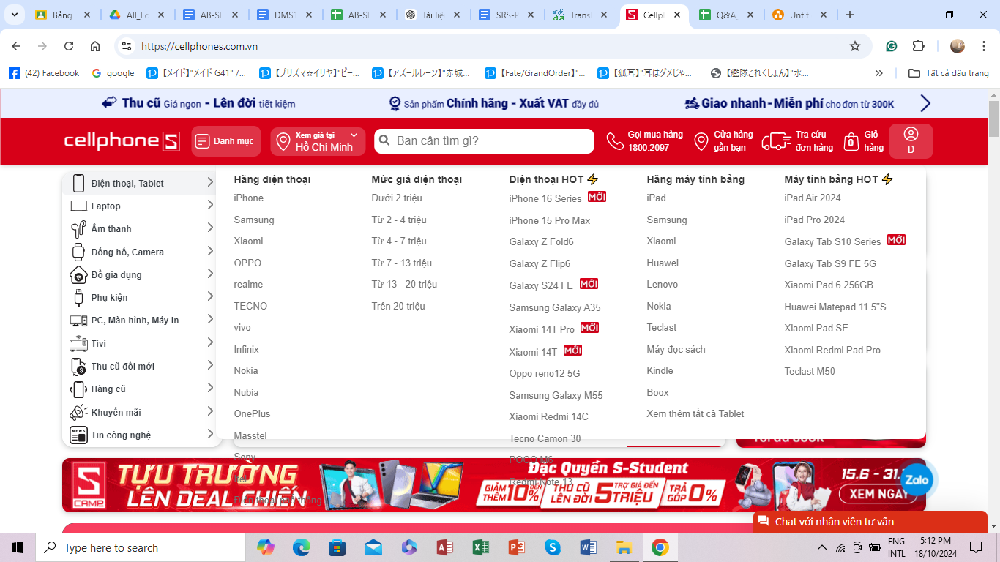 Bảng
All_Fo
AB-SD
DMST
AB-SD
Tài liệ
SRS-F
Trans
Cellph
Q&A_
Untitl
https://cellphones.com.vn
(42) Facebook
google
【メイド】"メイド G41" /...
【プリズマ☆イリヤ】"ビー...
【アズールレーン】"赤城...
【Fate/GrandOrder】"...
【狐耳】"耳はダメじゃ...
【艦隊これくしょん】"水...
Tất cả dấu trang
Thu cũ Giá ngon - Lên đời tiết kiệm
Sản phẩm Chính hãng - Xuất VAT đầy đủ
Giao nhanh - Miễn phí cho đơn từ 300K
cellphone S
Danh mục
Xem giá tại
Hồ Chí Minh
Bạn cần tìm gì?
Gọi mua hàng
1800.2097
Cửa hàng
gần bạn
Tra cứu
đơn hàng
0
Giỏ
hàng
D
Điện thoại, Tablet
Laptop
Âm thanh
Đồng hồ, Camera
Đồ gia dụng
Phụ kiện
PC, Màn hình, Máy in
Tivi
Thu cũ đổi mới
Hàng cũ
Khuyến mãi
NEWS
Tin công nghệ
Hãng điện thoại
iPhone
Samsung
Xiaomi
OPPO
realme
TECNO
vivo
Infinix
Nokia
Nubia
OnePlus
Masstel
Sony
itel
Điện thoại phổ thông
Mức giá điện thoại
Dưới 2 triệu
Từ 2 - 4 triệu
Từ 4 - 7 triệu
Từ 7 - 13 triệu
Từ 13 - 20 triệu
Trên 20 triệu
Điện thoại HOT ⚡
iPhone 16 Series MỚI
iPhone 15 Pro Max
Galaxy Z Fold6
Galaxy Z Flip6
Galaxy S24 FE MỚI
Samsung Galaxy A35
Xiaomi 14T Pro MỚI
Xiaomi 14T MỚI
Oppo reno12 5G
Samsung Galaxy M55
Xiaomi Redmi 14C
Tecno Camon 30
POCO M6
Redmi Note 13
Hãng máy tính bảng
iPad
Samsung
Xiaomi
Huawei
Lenovo
Nokia
Teclast
Máy đọc sách
Kindle
Boox
Xem thêm tất cả Tablet
Máy tính bảng HOT ⚡
iPad Air 2024
iPad Pro 2024
Galaxy Tab S10 Series MỚI
Galaxy Tab S9 FE 5G
Xiaomi Pad 6 256GB
Huawei Matepad 11.5"S
Xiaomi Pad SE
Xiaomi Redmi Pad Pro
Teclast M50
S
CAMP
TỰU TRƯỜNG
LÊN DEAL
Đặc Quyền S-Student
GIẢM ĐẾN
THÊM 10%
THU CŨ TRỢ GIÁ ĐẾN
LÊN ĐỜI 5 TRIỆU
TRẢ
GÓP 0%
15.6 - 31.
XEM NGAY
Zalo
Chat với nhân viên tư vấn
Type here to search
ENG
INTL
5:12 PM
18/10/2024